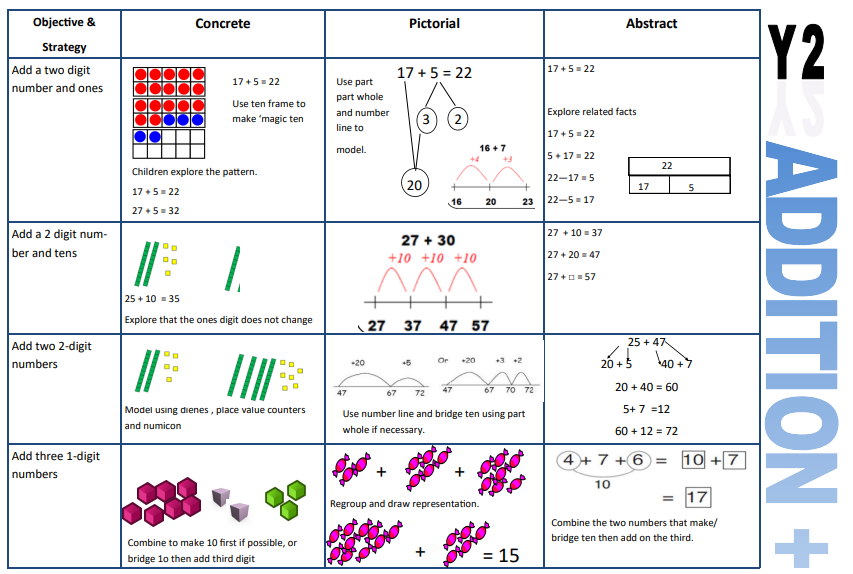 Objective &
Strategy
Concrete
Pictorial
Abstract
Add a two digit
number and ones
17 + 5 = 22
Use ten frame to
make ‘magic ten
Children explore the pattern.
17 + 5 = 22
27 + 5 = 32
Use part
part whole
and number
line to
model.
17 + 5 = 22
3
2
20
16 + 7
+4
+3
16
20
23
17 + 5 = 22
Explore related facts
17 + 5 = 22
5 + 17 = 22
22—17 = 5
22—5 = 17
22
17
5
Add a 2 digit num-
ber and tens
25 + 10 = 35
Explore that the ones digit does not change
27 + 30
+10 +10 +10
27 37 47 57
27 + 10 = 37
27 + 20 = 47
27 + □ = 57
Add two 2-digit
numbers
Model using dienes , place value counters
and numicon
+20 +5
47 67 72
Or +20 +3 +2
47 67 70 72
Use number line and bridge ten using part
whole if necessary.
25 + 47
20 + 5 40 + 7
20 + 40 = 60
5+ 7 =12
60 + 12 = 72
Add three 1-digit
numbers
Combine to make 10 first if possible, or
bridge 1o then add third digit
+ +
Regroup and draw representation.
+ = 15
4 + 7 + 6 = 10 + 7
10
= 17
Combine the two numbers that make/
bridge ten then add on the third.
Y2
ADDITION +